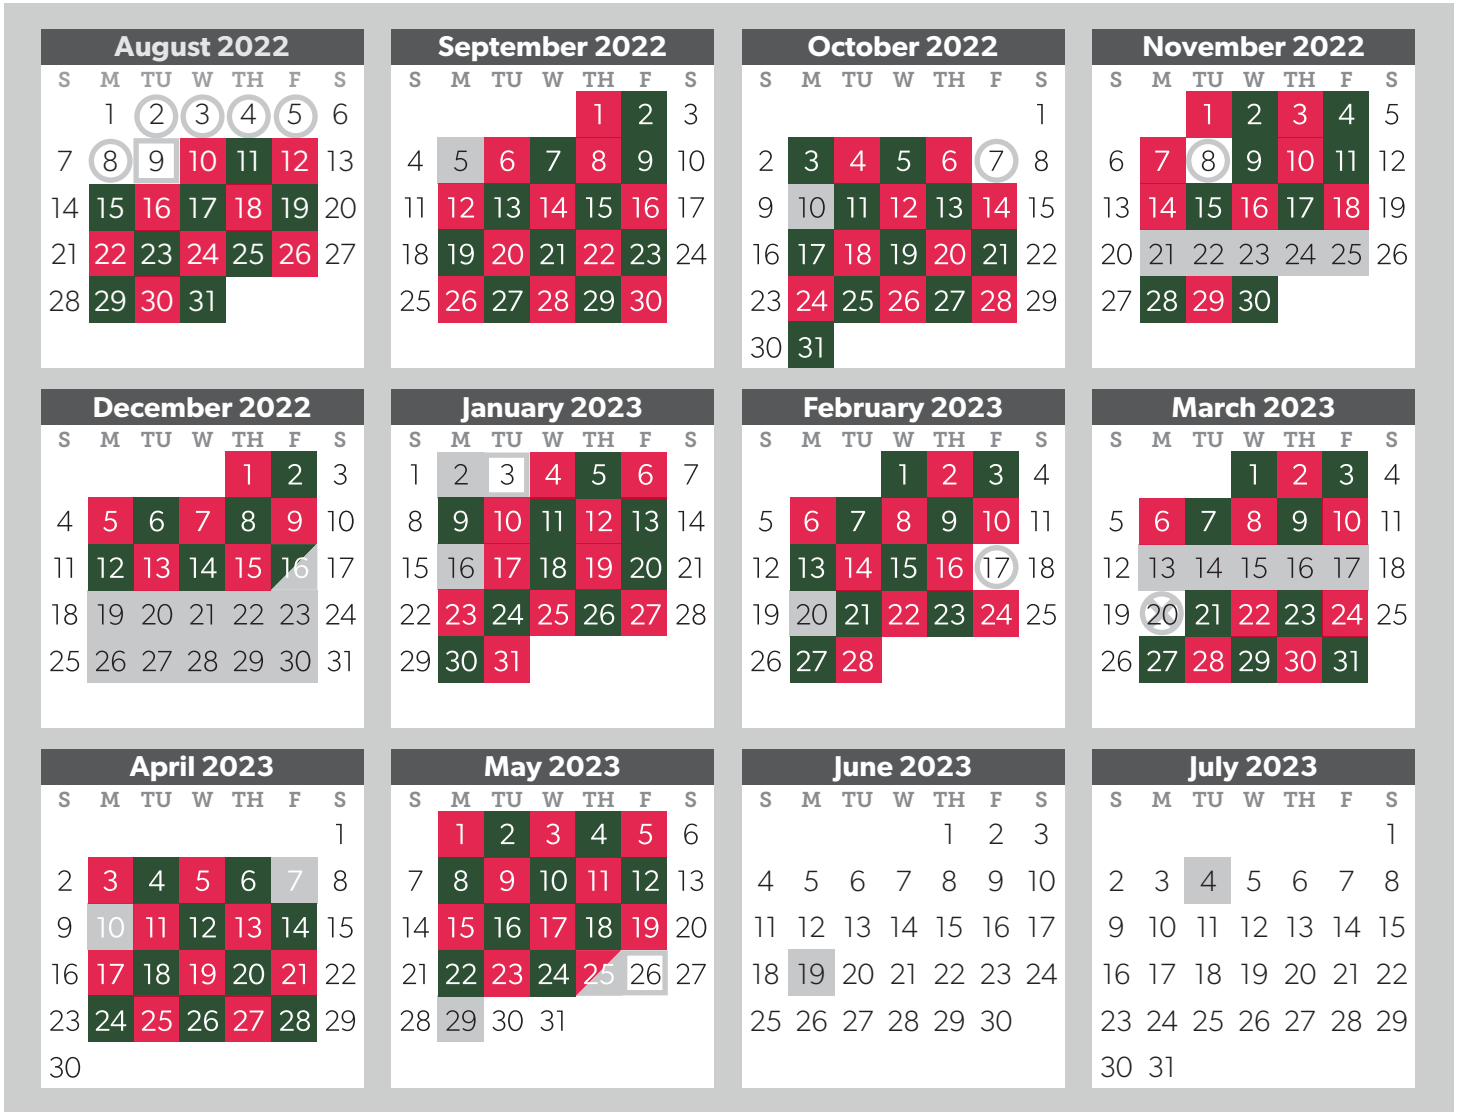 August 2022
S M TU W TH F S
1 2 3 4 5 6
7 8 9 10 11 12 13
14 15 16 17 18 19 20
21 22 23 24 25 26 27
28 29 30 31
September 2022
S M TU W TH F S
1 2 3
4 5 6 7 8 9 10
11 12 13 14 15 16 17
18 19 20 21 22 23 24
25 26 27 28 29 30
October 2022
S M TU W TH F S
1
2 3 4 5 6 7 8
9 10 11 12 13 14 15
16 17 18 19 20 21 22
23 24 25 26 27 28 29
30 31
November 2022
S M TU W TH F S
1 2 3 4 5
6 7 8 9 10 11 12
13 14 15 16 17 18 19
20 21 22 23 24 25 26
27 28 29 30
December 2022
S M TU W TH F S
1 2 3
4 5 6 7 8 9 10
11 12 13 14 15 16 17
18 19 20 21 22 23 24
25 26 27 28 29 30 31
January 2023
S M TU W TH F S
1 2 3 4 5 6 7
8 9 10 11 12 13 14
15 16 17 18 19 20 21
22 23 24 25 26 27 28
29 30 31
February 2023
S M TU W TH F S
1 2 3 4
5 6 7 8 9 10 11
12 13 14 15 16 17 18
19 20 21 22 23 24 25
26 27 28
March 2023
S M TU W TH F S
1 2 3 4
5 6 7 8 9 10 11
12 13 14 15 16 17 18
19 20 21 22 23 24 25
26 27 28 29 30 31
April 2023
S M TU W TH F S
1
2 3 4 5 6 7 8
9 10 11 12 13 14 15
16 17 18 19 20 21 22
23 24 25 26 27 28 29
30
May 2023
S M TU W TH F S
1 2 3 4 5 6
7 8 9 10 11 12 13
14 15 16 17 18 19 20
21 22 23 24 25 26 27
28 29 30 31
June 2023
S M TU W TH F S
1 2 3
4 5 6 7 8 9 10
11 12 13 14 15 16 17
18 19 20 21 22 23 24
25 26 27 28 29 30
July 2023
S M TU W TH F S
1
2 3 4 5 6 7 8
9 10 11 12 13 14 15
16 17 18 19 20 21 22
23 24 25 26 27 28 29
30 31